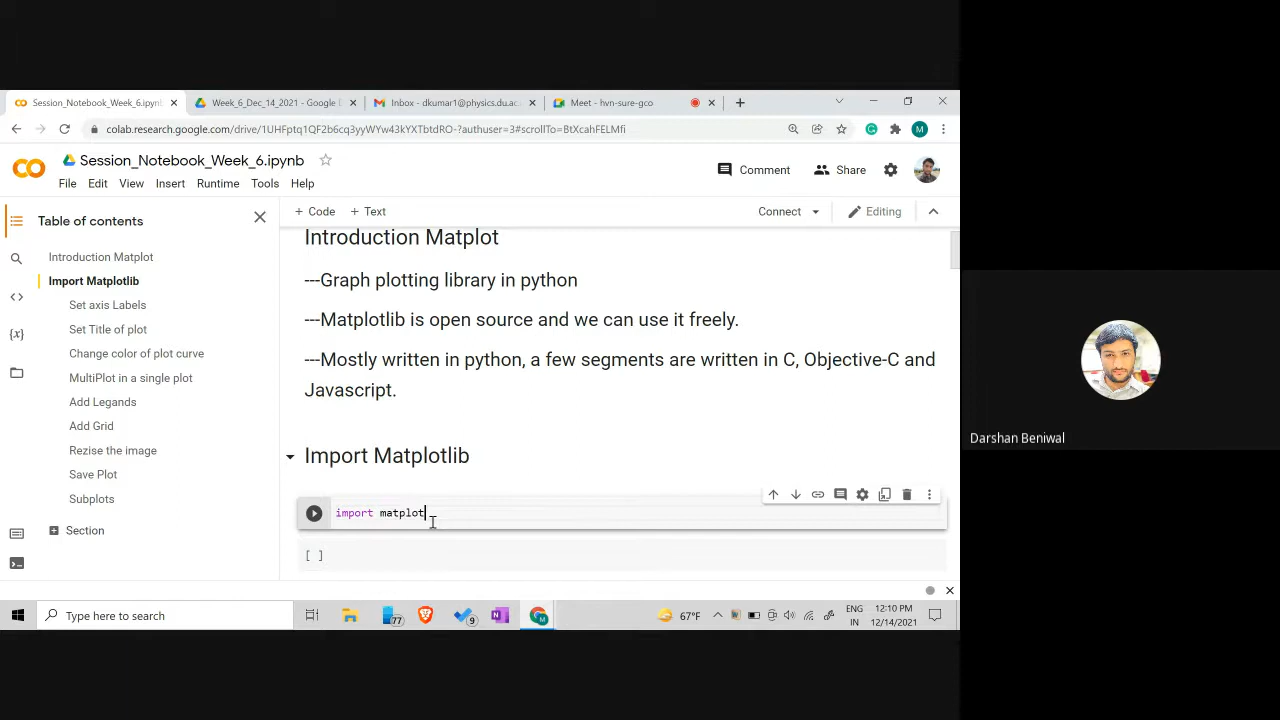 Session_Notebook_Week_6.ipynb
Week_6_Dec_14_2021 - Google
Inbox - dkumar1@physics.du.ac
Meet - hvn-sure-gco
colab.research.google.com/drive/1UHFptq1QF2b6cq3yyWYw43kYXTbtdRO-?authuser=3#scrollTo=BtXcahFELMfi
M
Session_Notebook_Week_6.ipynb
Comment
Share
File Edit View Insert Runtime Tools Help
Table of contents
+ Code + Text
Connect
Editing
Introduction Matplot
Import Matplotlib
Set axis Labels
Set Title of plot
Change color of plot curve
MultiPlot in a single plot
Add Legands
Add Grid
Rezise the image
Save Plot
Subplots
Section
Introduction Matplot
---Graph plotting library in python
---Matplotlib is open source and we can use it freely.
---Mostly written in python, a few segments are written in C, Objective-C and
Javascript.
Import Matplotlib
import matplot
[ ]
Darshan Beniwal
Type here to search
77
9
67°F
ENG
IN
12:10 PM
12/14/2021